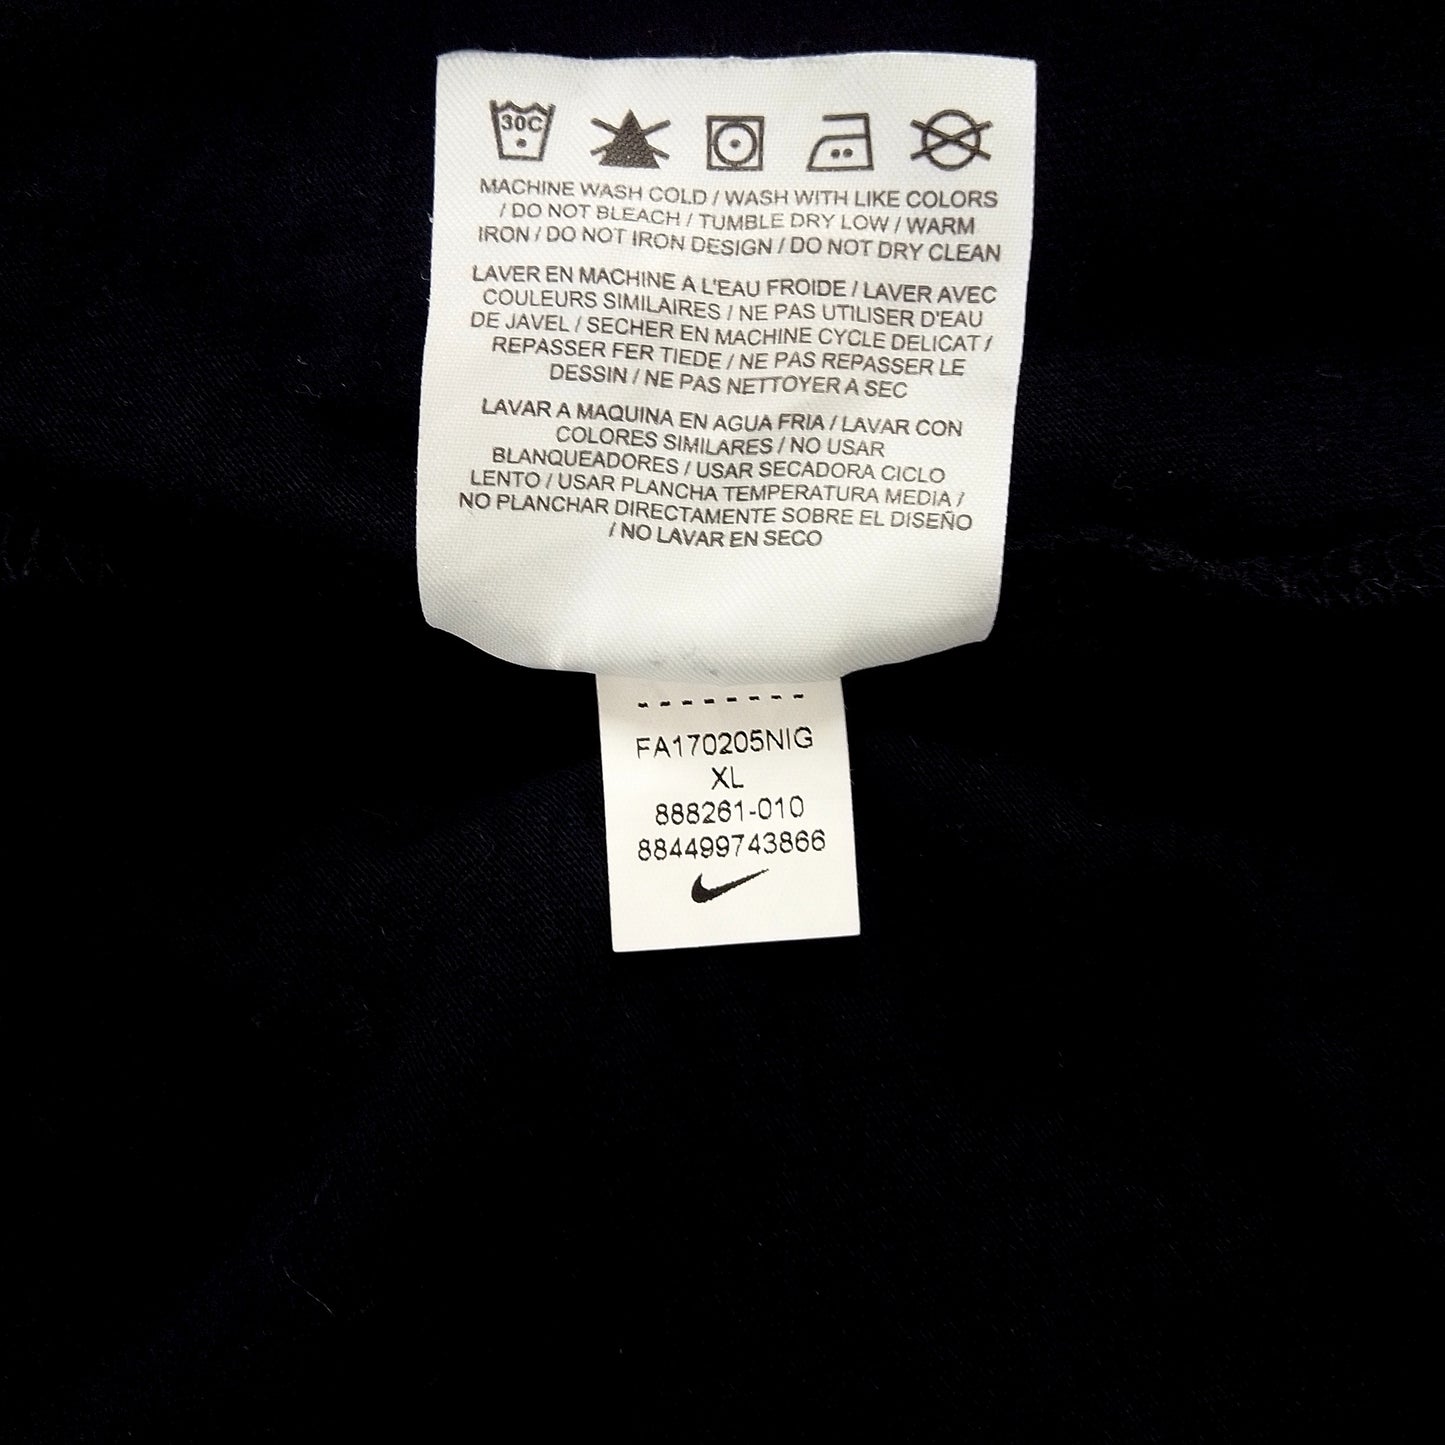 30C
MACHINE WASH COLD / WASH WITH LIKE COLORS
/ DO NOT BLEACH / TUMBLE DRY LOW / WARM
IRON / DO NOT IRON DESIGN / DO NOT DRY CLEAN
LAVER EN MACHINE A L'EAU FROIDE / LAVER AVEC
COULEURS SIMILAIRES / NE PAS UTILISER D'EAU
DE JAVEL / SECHER EN MACHINE CYCLE DELICAT /
REPASSER FER TIEDE / NE PAS REPASSER LE
DESSIN / NE PAS NETTOYER A SEC
LAVAR A MAQUINA EN AGUA FRIA / LAVAR CON
COLORES SIMILARES / NO USAR
BLANQUEADORES / USAR SECADORA CICLO
LENTO / USAR PLANCHA TEMPERATURA MEDIA /
NO PLANCHAR DIRECTAMENTE SOBRE EL DISEÑO
/ NO LAVAR EN SECO
FA170205NIG
XL
888261-010
884499743866